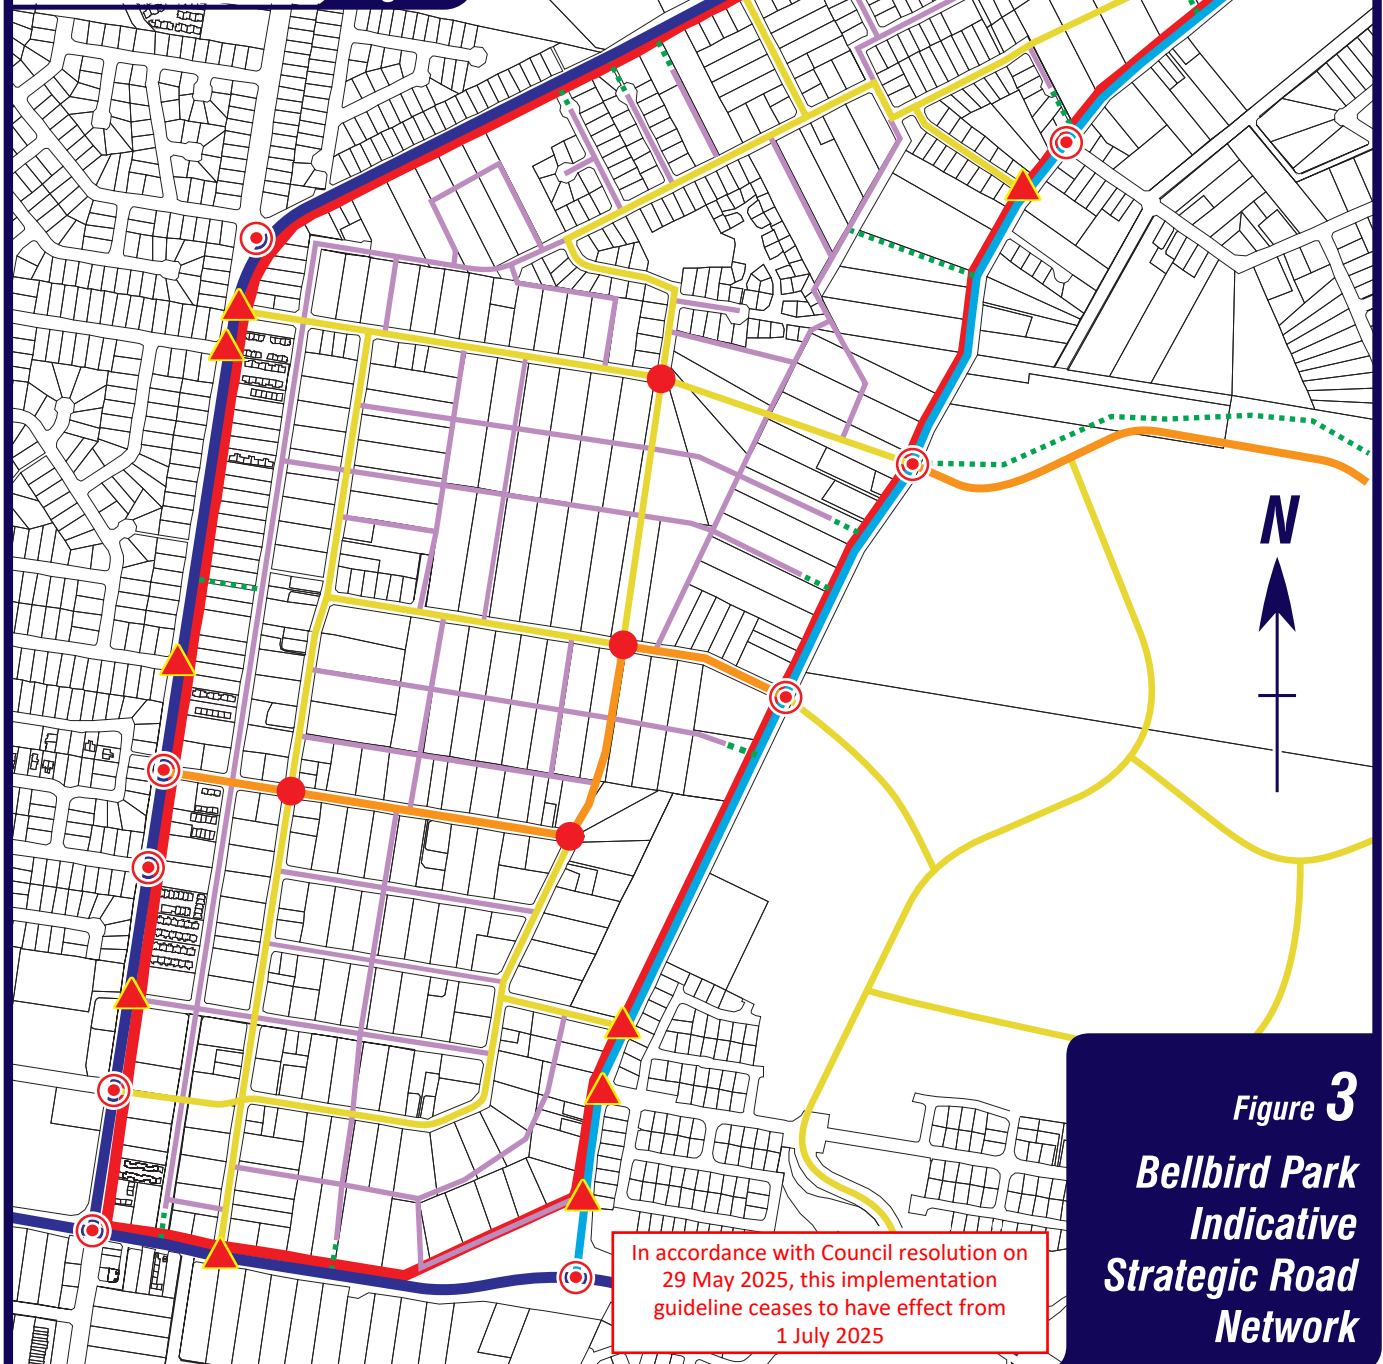 N
Figure 3
Bellbird Park
Indicative
Strategic Road
Network
In accordance with Council resolution on
29 May 2025, this implementation
guideline ceases to have effect from
1 July 2025